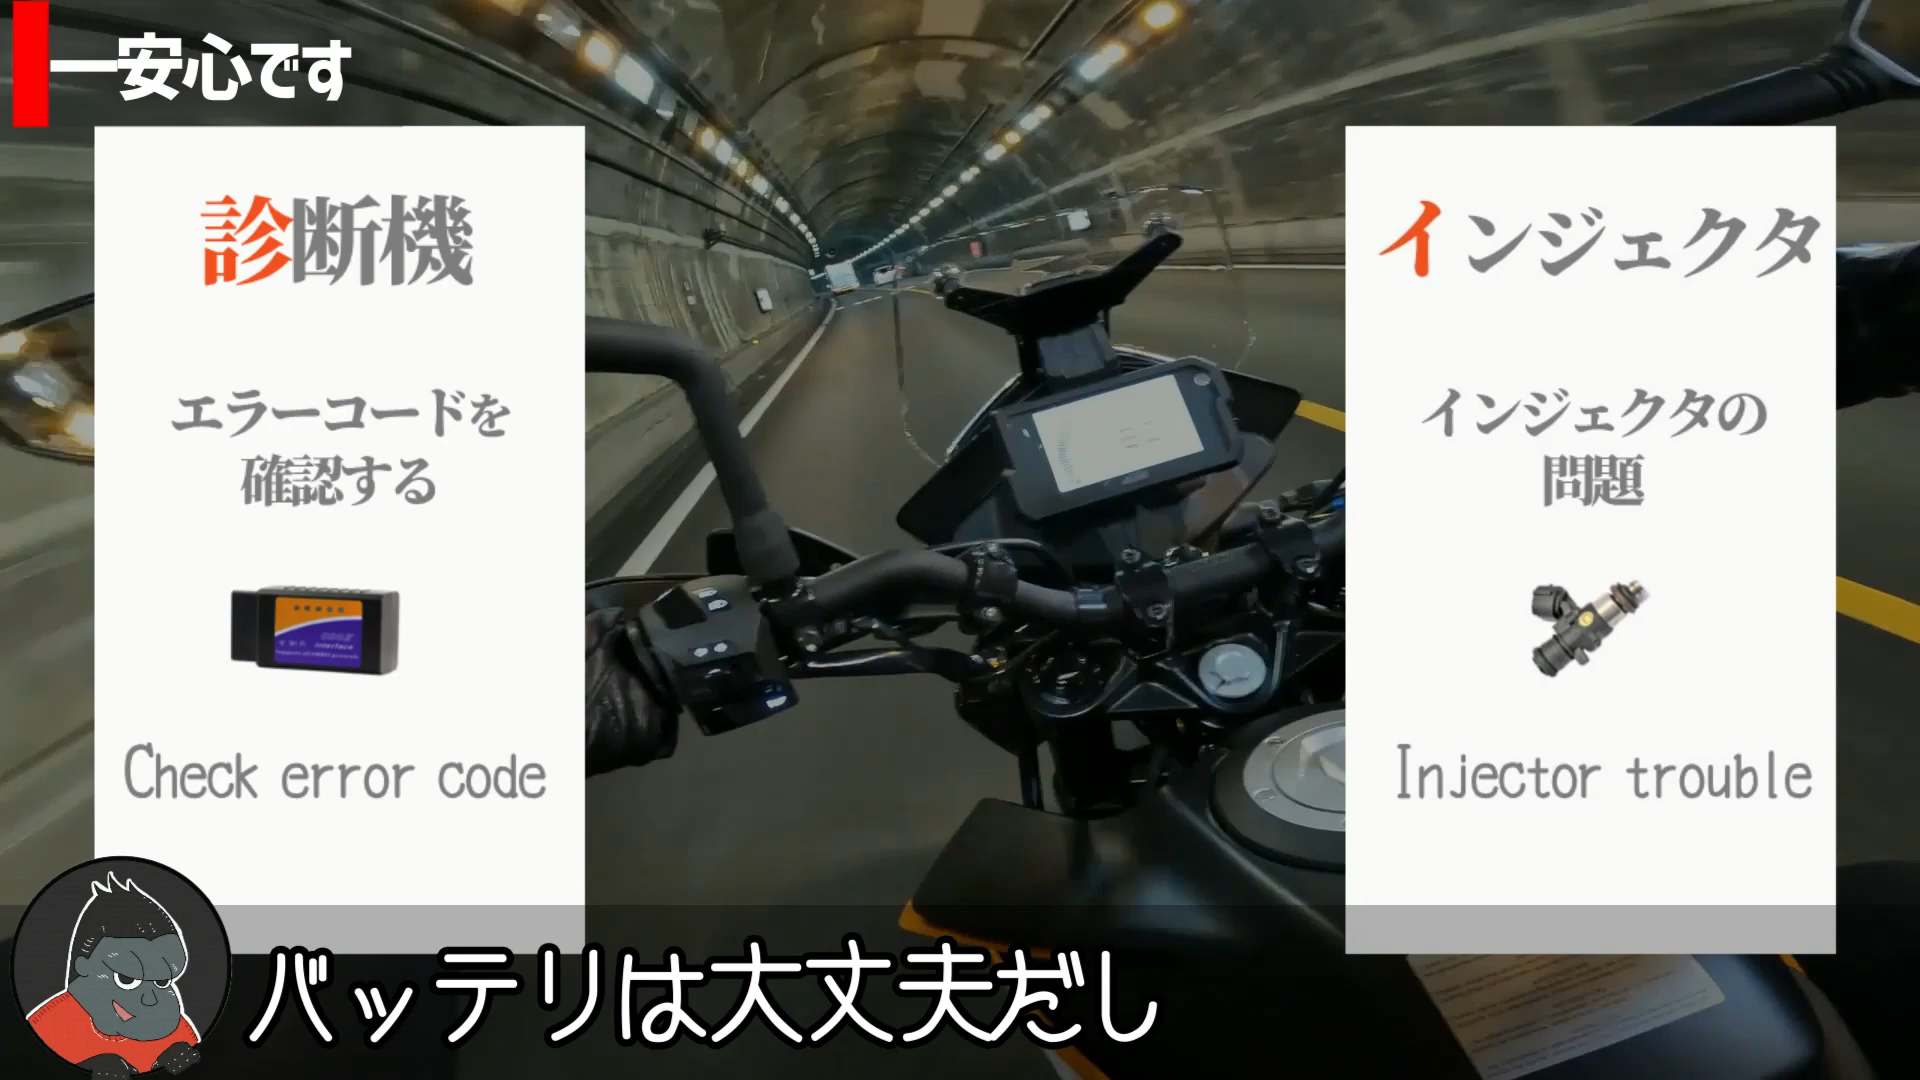 一安心です
診断機
エラーコードを
確認する
Check error code
インジェクタ
インジェクタの
問題
Injector trouble
バッテリは大丈夫だし